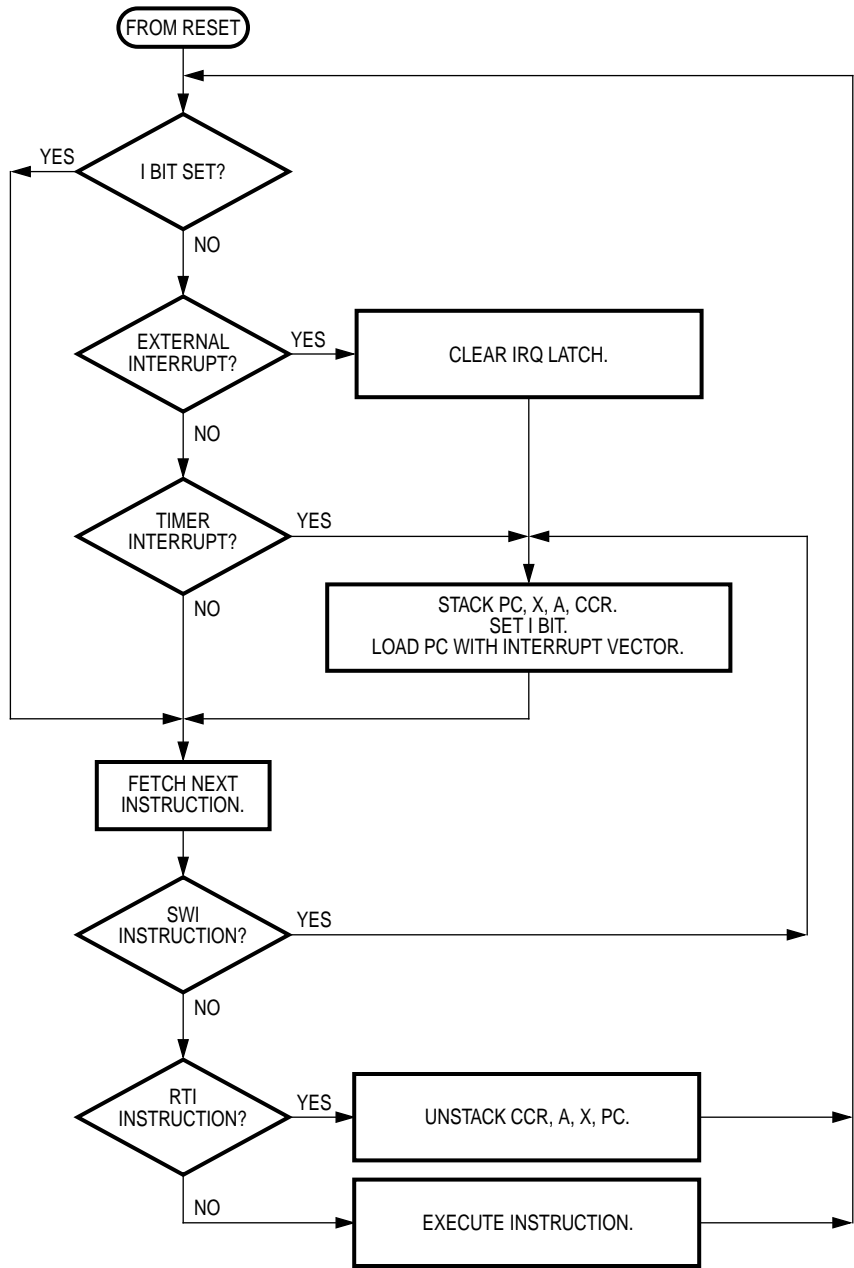 FROM RESET
YES
I BIT SET?
NO
EXTERNAL
INTERRUPT?
YES
CLEAR IRQ LATCH.
NO
TIMER
INTERRUPT?
YES
NO
STACK PC, X, A, CCR.
SET I BIT.
LOAD PC WITH INTERRUPT VECTOR.
FETCH NEXT
INSTRUCTION.
SWI
INSTRUCTION?
YES
NO
RTI
INSTRUCTION?
YES
UNSTACK CCR, A, X, PC.
NO
EXECUTE INSTRUCTION.